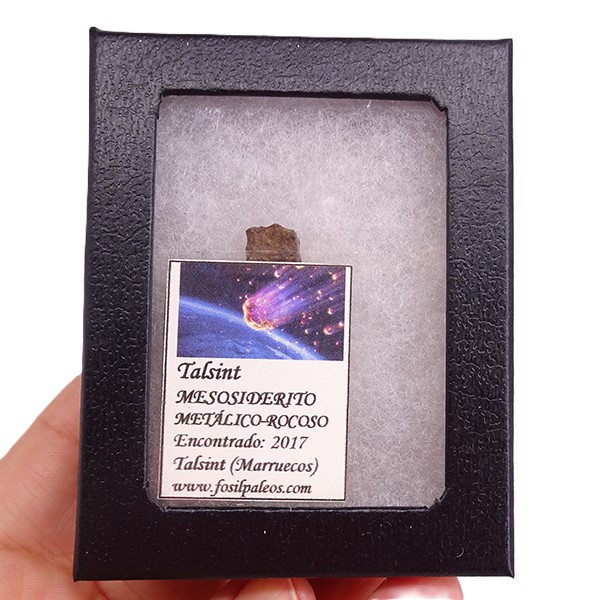 Talsint
MESOSIDERITO
METÁLICO-ROCOSO
Encontrado: 2017
Talsint (Marruecos)
www.fosilpaleos.com